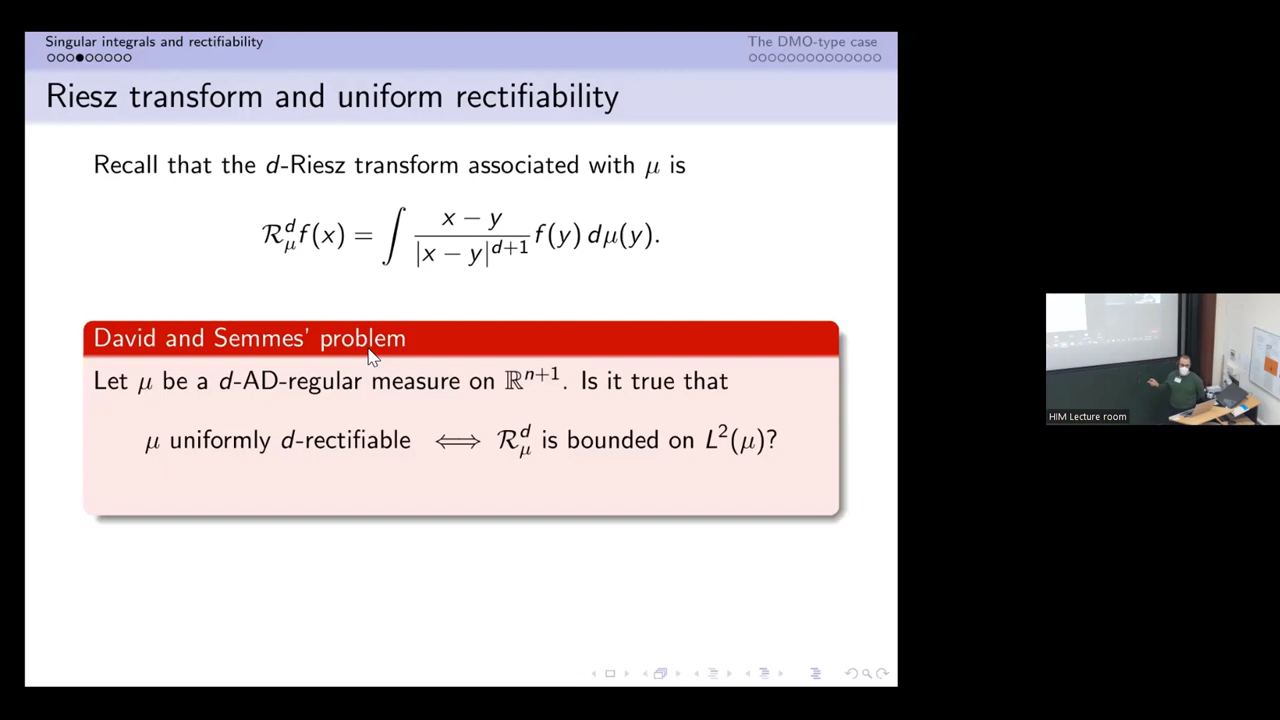 Singular integrals and rectifiability
The DMO-type case
Riesz transform and uniform rectifiability
Recall that the d-Riesz transform associated with μ is
ℛ^d_μ f(x) = ∫ (x − y)/|x − y|^{d+1} f(y) dμ(y).
David and Semmes' problem
Let μ be a d-AD-regular measure on ℝ^{n+1}. Is it true that
μ uniformly d-rectifiable ⟺ ℛ^d_μ is bounded on L²(μ)?
HIM Lecture room